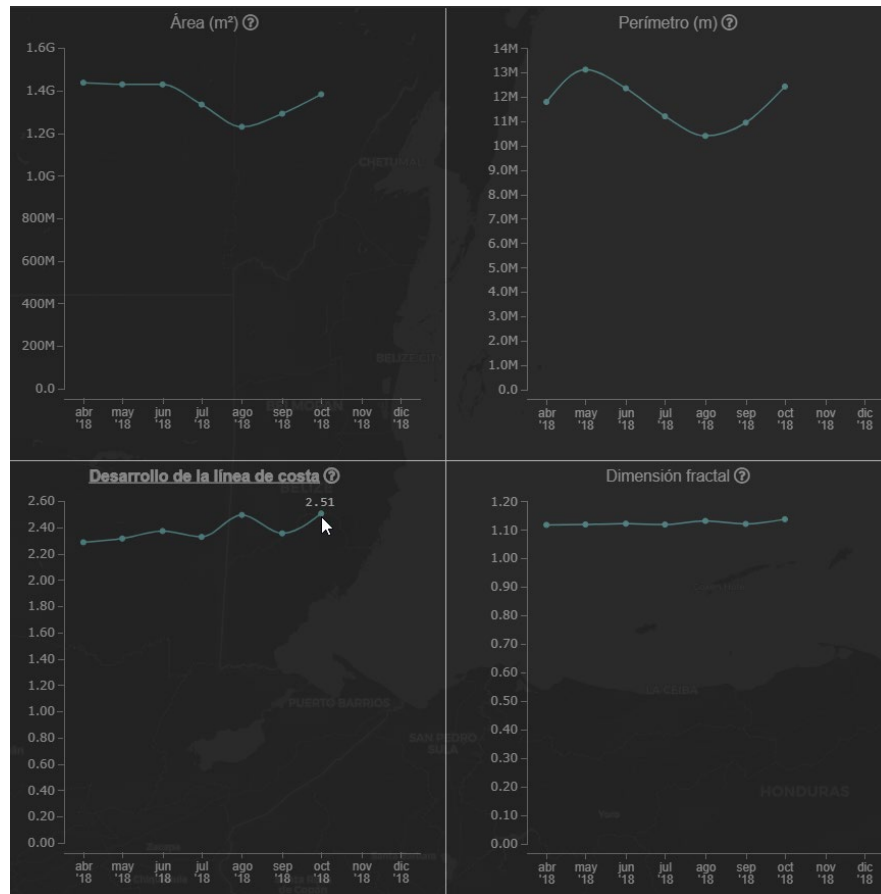 Área (m²)
1.6G
1.4G
1.2G
1.0G
800M
600M
400M
200M
0.0
abr may jun jul ago sep oct nov dic
'18 '18 '18 '18 '18 '18 '18 '18 '18
Perímetro (m)
14M
13M
12M
11M
10M
9.0M
8.0M
7.0M
6.0M
5.0M
4.0M
3.0M
2.0M
1.0M
0.0
abr may jun jul ago sep oct nov dic
'18 '18 '18 '18 '18 '18 '18 '18 '18
CHETUMAL
BELIZE CITY
BELMOPAN
Desarrollo de la línea de costa
BELIZE
2.51
2.60
2.40
2.20
2.00
1.80
1.60
1.40
1.20
1.00
0.80
0.60
0.40
0.20
0.00
abr may jun jul ago sep oct nov dic
'18 '18 '18 '18 '18 '18 '18 '18 '18
PUERTO BARRIOS
SAN PEDRO
SULA
Zacapa
Dimensión fractal
1.20
1.10
1.00
0.90
0.80
0.70
0.60
0.50
0.40
0.30
0.20
0.10
0.00
abr may jun jul ago sep oct nov dic
'18 '18 '18 '18 '18 '18 '18 '18 '18
LA CEIBA
HONDURAS
Yoro